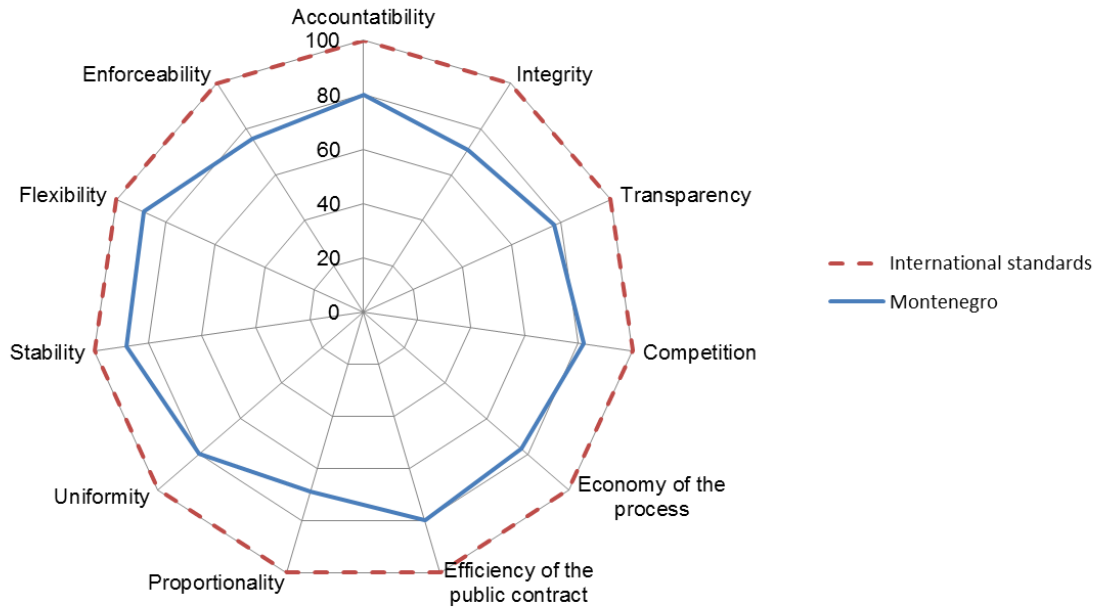 Accountatibility
100
Enforceability
Integrity
80
60
Flexibility
Transparency
40
20
International standards
Montenegro
0
Stability
Competition
Uniformity
Economy of the
process
Proportionality
Efficiency of the
public contract